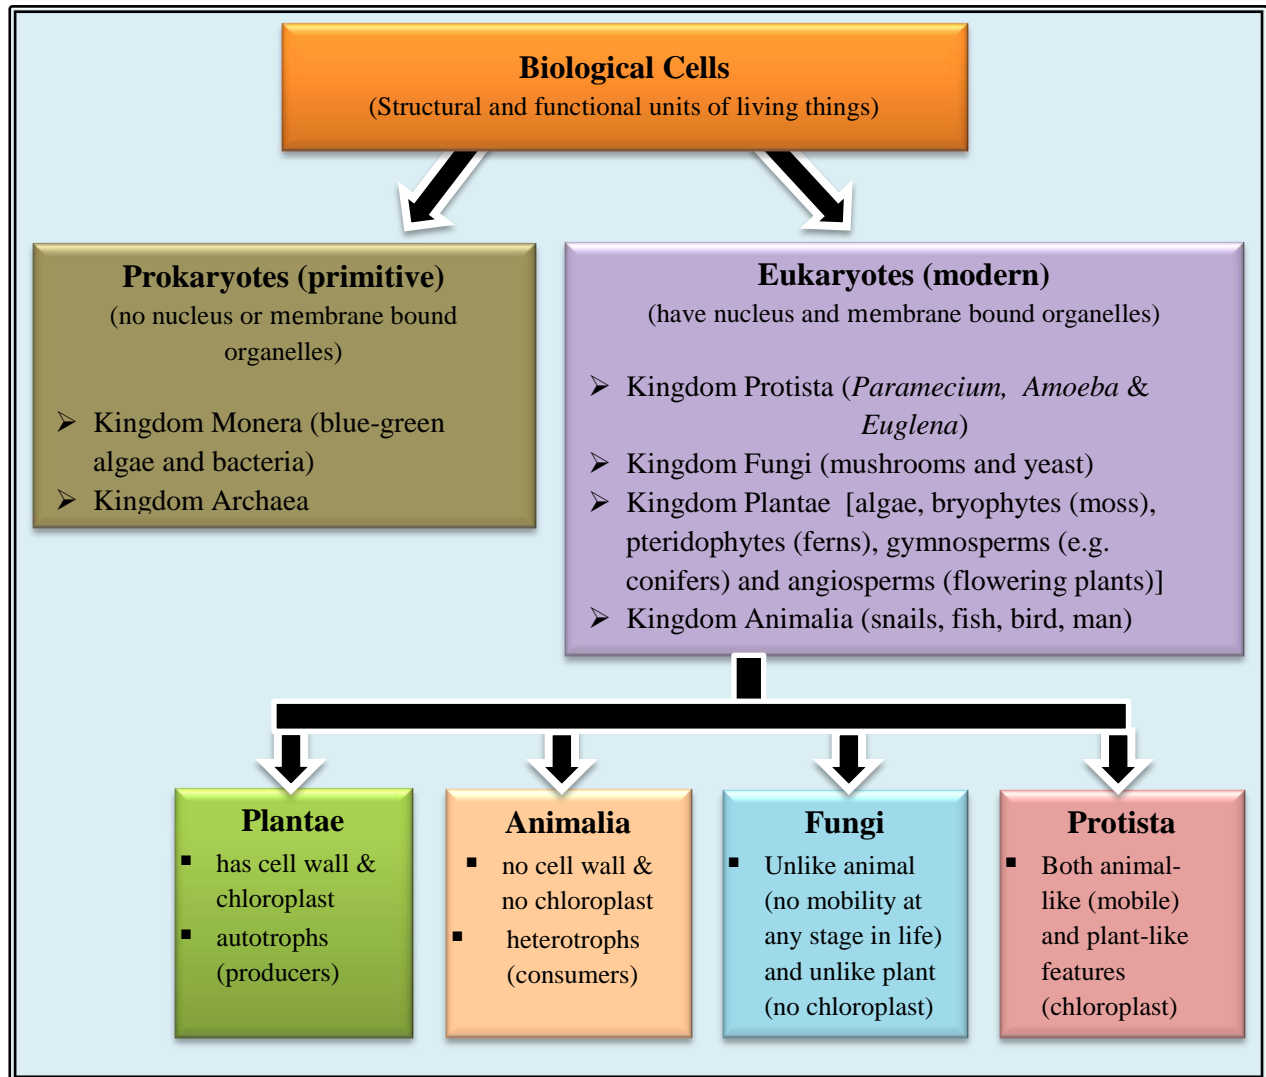 Biological Cells
(Structural and functional units of living things)
Prokaryotes (primitive)
(no nucleus or membrane bound
organelles)
➢ Kingdom Monera (blue-green
algae and bacteria)
➢ Kingdom Archaea
Eukaryotes (modern)
(have nucleus and membrane bound organelles)
➢ Kingdom Protista (Paramecium, Amoeba &
Euglena)
➢ Kingdom Fungi (mushrooms and yeast)
➢ Kingdom Plantae [algae, bryophytes (moss),
pteridophytes (ferns), gymnosperms (e.g.
conifers) and angiosperms (flowering plants)]
➢ Kingdom Animalia (snails, fish, bird, man)
Plantae
▪ has cell wall &
chloroplast
▪ autotrophs
(producers)
Animalia
▪ no cell wall &
no chloroplast
▪ heterotrophs
(consumers)
Fungi
▪ Unlike animal
(no mobility at
any stage in life)
and unlike plant
(no chloroplast)
Protista
▪ Both animal-
like (mobile)
and plant-like
features
(chloroplast)